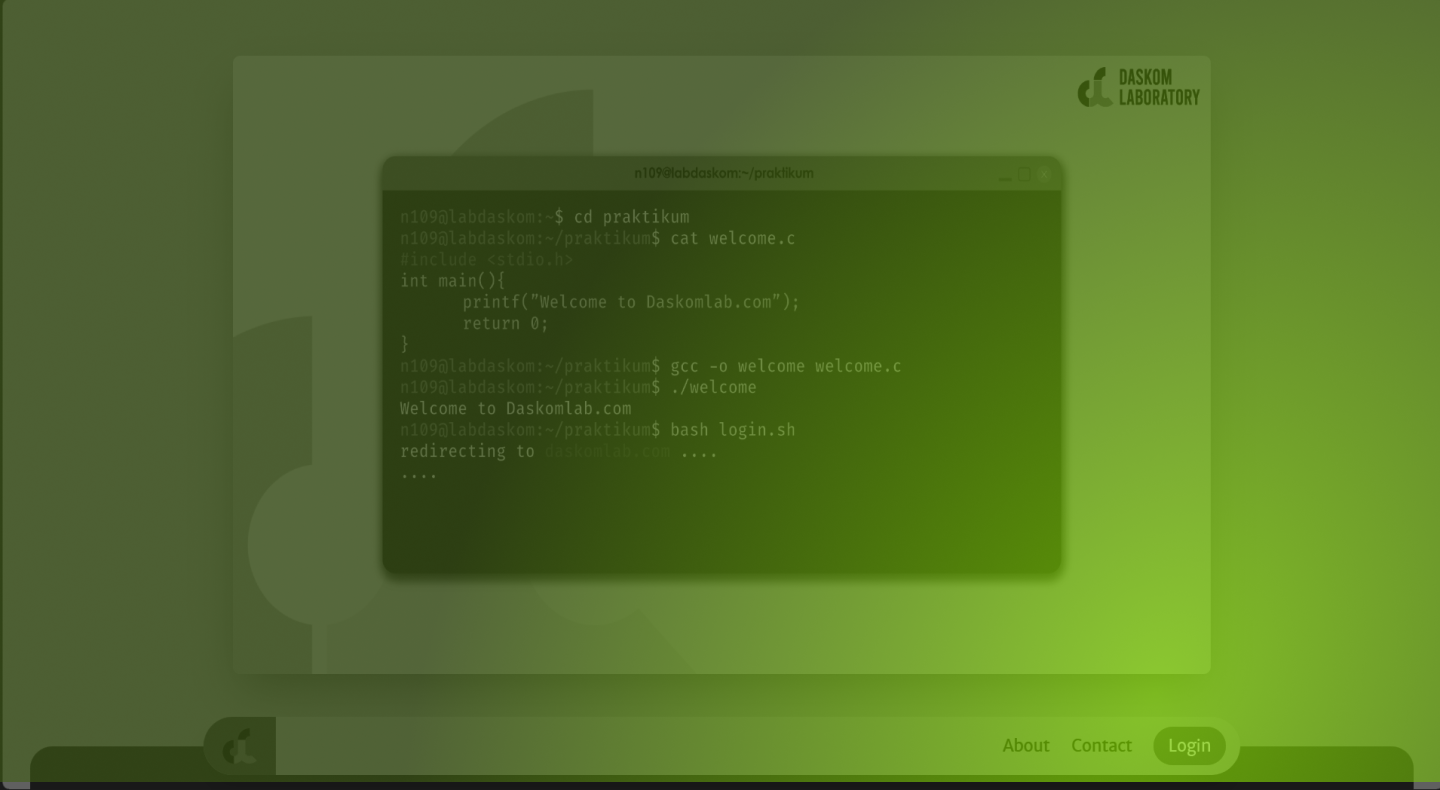 DASKOM
LABORATORY
n109@labdaskom:~/praktikum
n109@labdaskom:~$ cd praktikum
n109@labdaskom:~/praktikum$ cat welcome.c
#include <stdio.h>
int main(){
printf("Welcome to Daskomlab.com");
return 0;
}
n109@labdaskom:~/praktikum$ gcc -o welcome welcome.c
n109@labdaskom:~/praktikum$ ./welcome
Welcome to Daskomlab.com
n109@labdaskom:~/praktikum$ bash login.sh
redirecting to daskomlab.com ....
....
About Contact Login